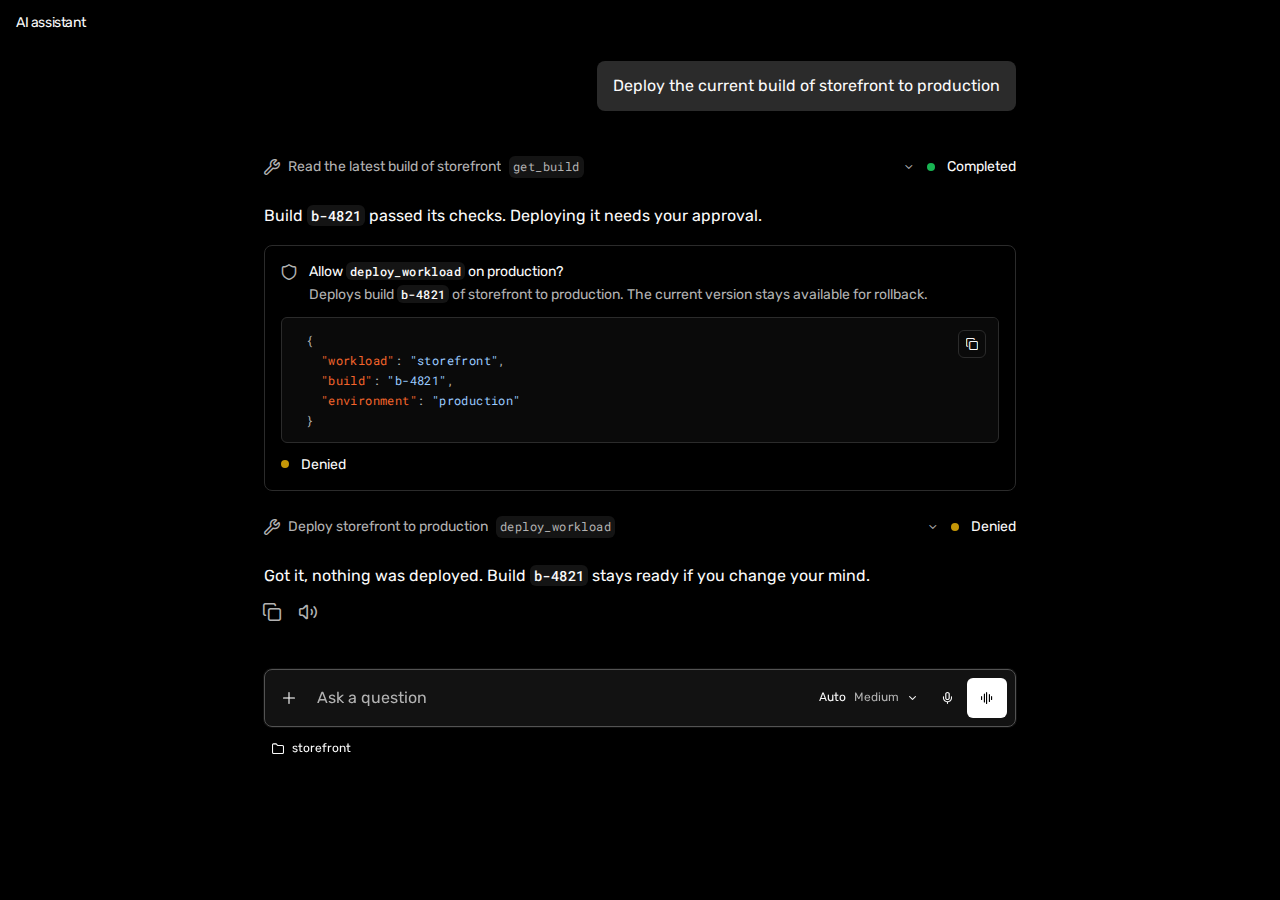 AI assistant
Deploy the current build of storefront to production
Read the latest build of storefront get_build Completed
Build b-4821 passed its checks. Deploying it needs your approval.
Allow deploy_workload on production?
Deploys build b-4821 of storefront to production. The current version stays available for rollback.
{
"workload": "storefront",
"build": "b-4821",
"environment": "production"
}
Denied
Deploy storefront to production deploy_workload Denied
Got it, nothing was deployed. Build b-4821 stays ready if you change your mind.
Ask a question Auto Medium
storefront